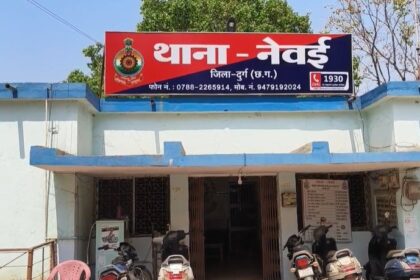 थाना - नेवई
जिला-दुर्ग (छ.ग.)
फोन नं. : 0788-2265914, मोब. नं. 9479192024
1930